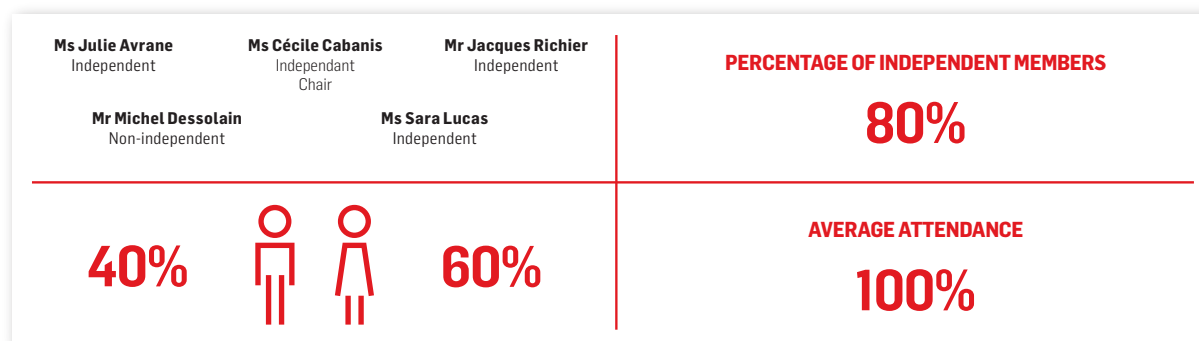 Ms Julie Avrane
Independent
Ms Cécile Cabanis
Independant
Chair
Mr Jacques Richier
Independent
Mr Michel Dessolain
Non-independent
Ms Sara Lucas
Independent
PERCENTAGE OF INDEPENDENT MEMBERS
80%
40%
60%
AVERAGE ATTENDANCE
100%